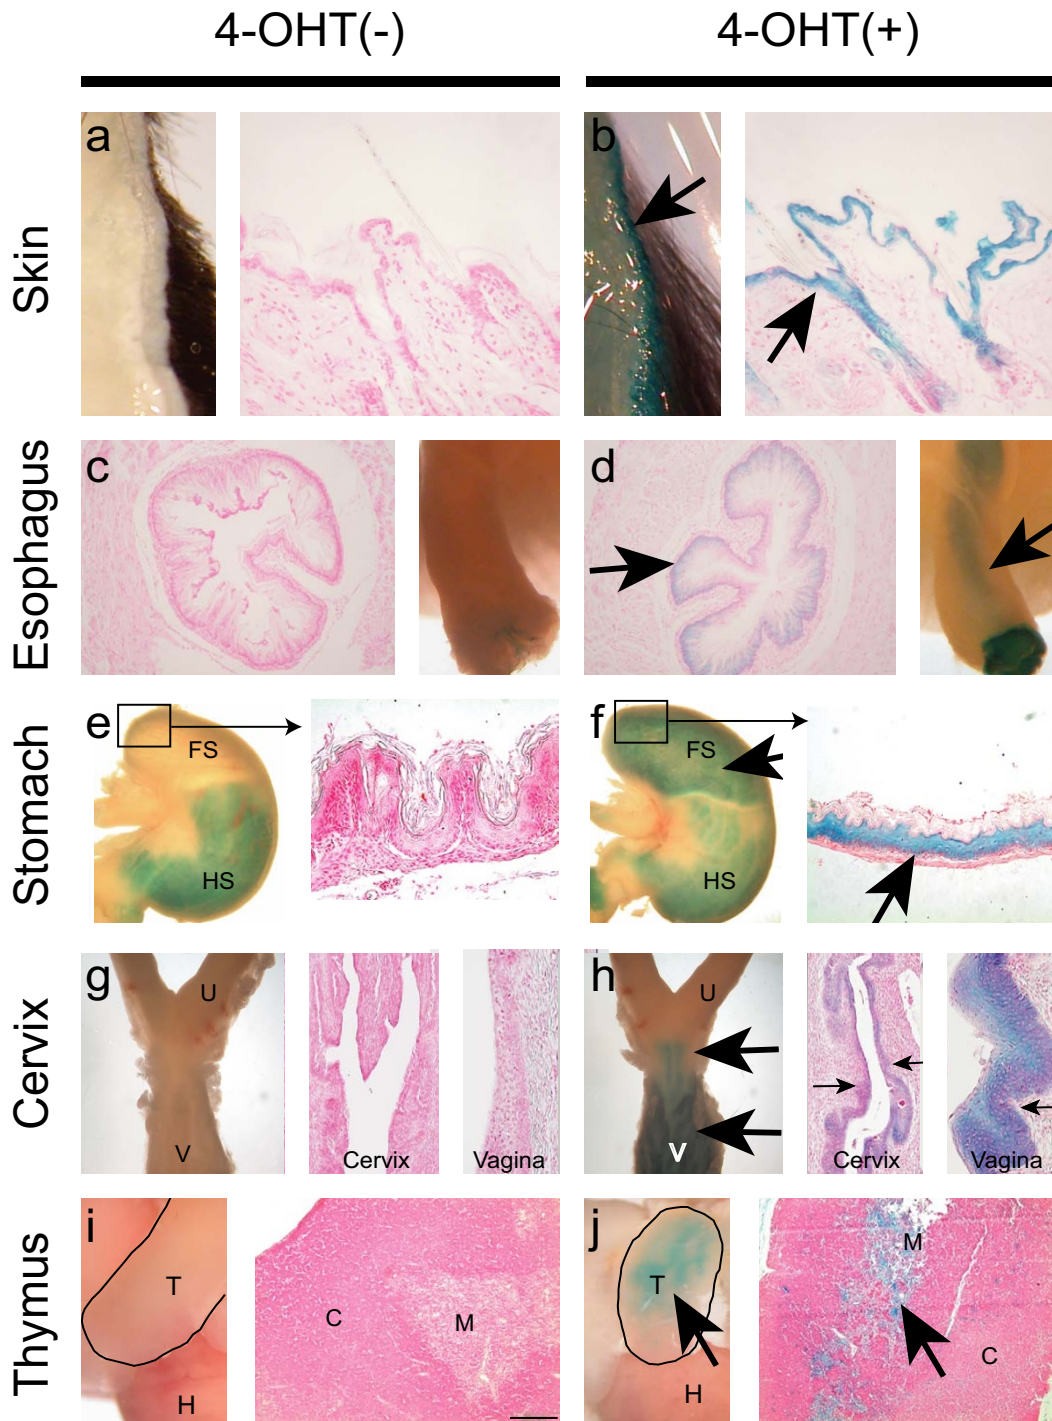 4-OHT(-) 4-OHT(+)
Skin
a b
Esophagus
c d
Stomach
e FS HS f FS HS
Cervix
g U V Cervix Vagina h U V Cervix Vagina
Thymus
i T H C M j T H M C